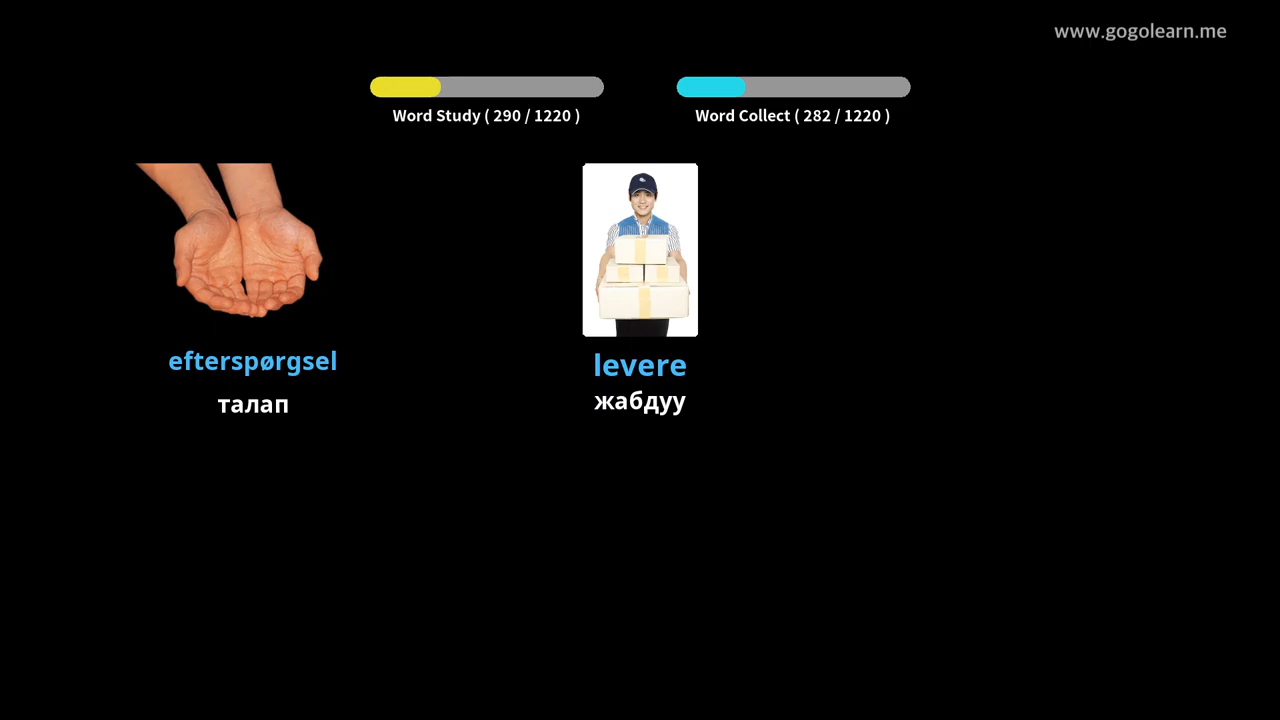 www.gogolearn.me
Word Study ( 290 / 1220 )
Word Collect ( 282 / 1220 )
efterspørgsel
талап
levere
жабдуу